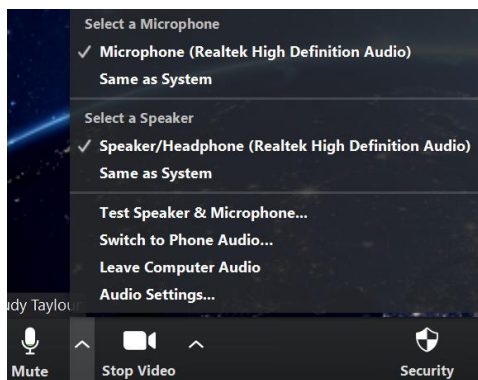 Select a Microphone
Microphone (Realtek High Definition Audio)
Same as System
Select a Speaker
Speaker/Headphone (Realtek High Definition Audio)
Same as System
Test Speaker & Microphone...
Switch to Phone Audio...
Leave Computer Audio
Audio Settings...
Mute
Stop Video
Security